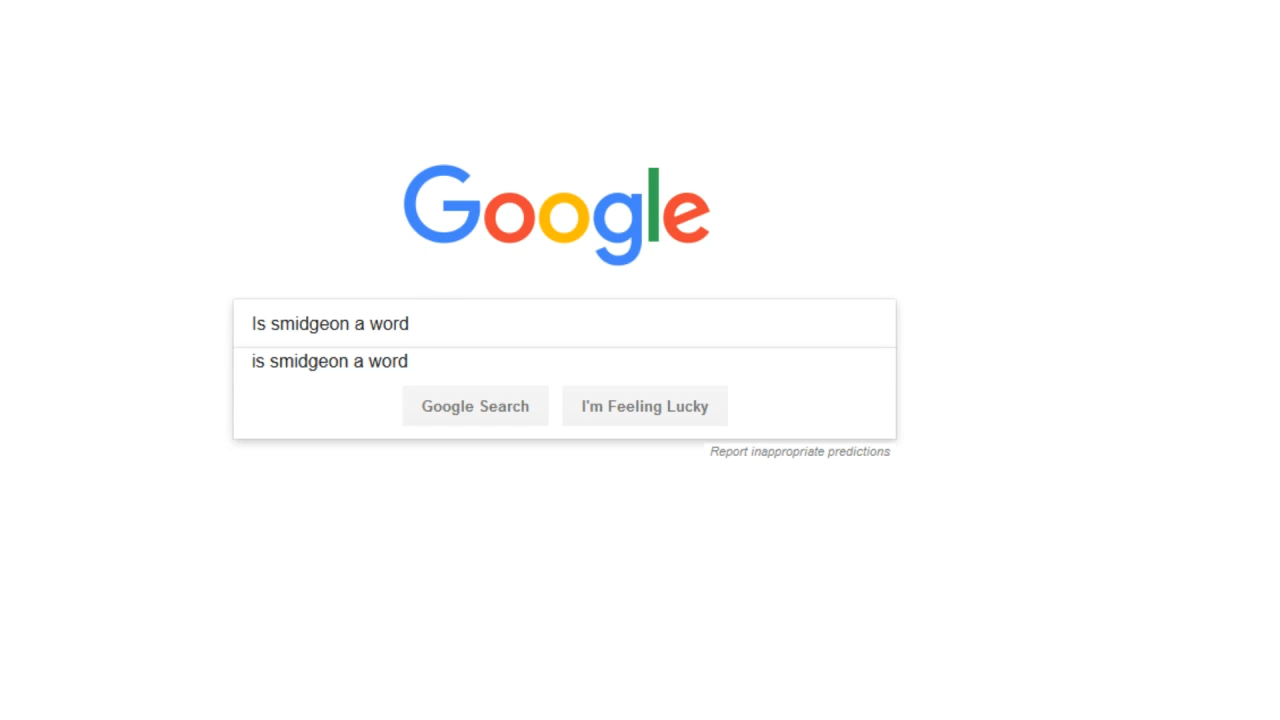 Google
Is smidgeon a word
is smidgeon a word
Google Search
I'm Feeling Lucky
Report inappropriate predictions